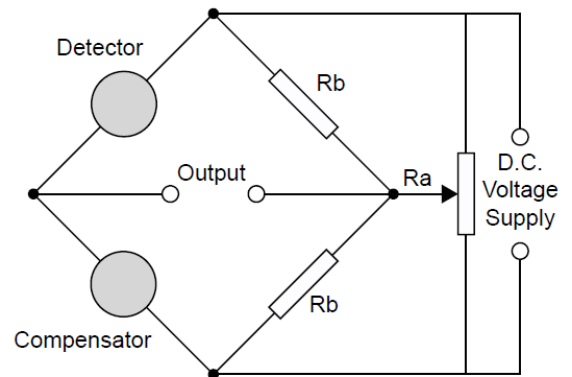 Detector
Rb
Output
Ra
D.C.
Voltage
Supply
Rb
Compensator